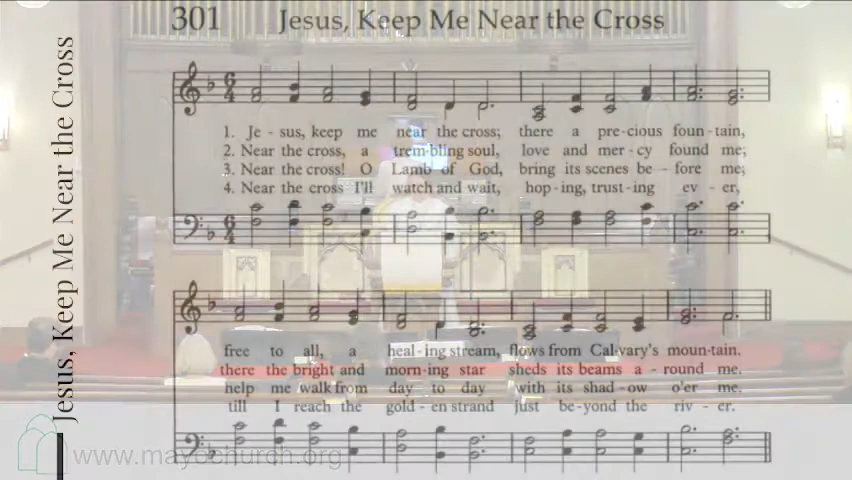 301 Jesus, Keep Me Near the Cross
Jesus, Keep Me Near the Cross
1. Je - sus, keep me near the cross; there a pre-cious foun-tain,
2. Near the cross, a trem-bling soul, love and mer-cy found me;
3. Near the cross! O Lamb of God, bring its scenes be - fore me;
4. Near the cross I'll watch and wait, hop-ing, trust-ing ev - er,
free to all, a heal-ing stream, flows from Cal-vary's moun-tain.
there the bright and morn-ing star sheds its beams a - round me.
help me walk from day to day with its shad-ow o'er me.
till I reach the gold-en strand just be-yond the riv - er.
www.mayochurch.org